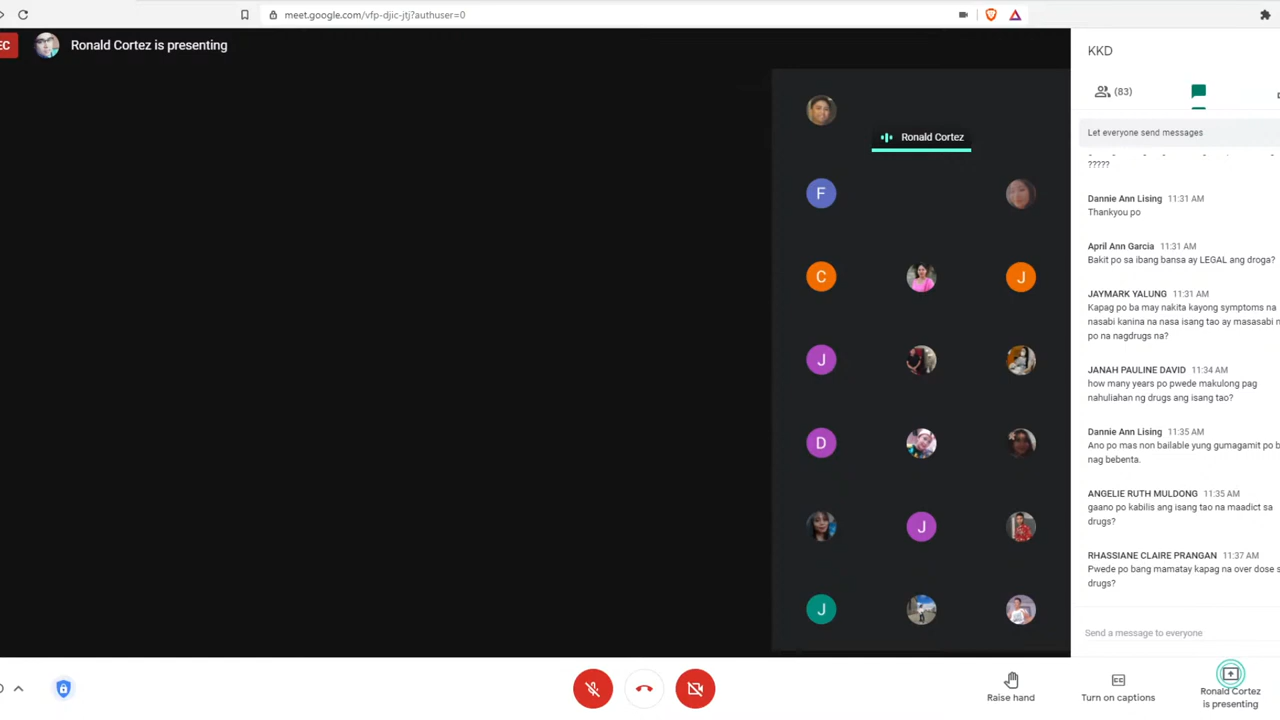 meet.google.com/vfp-djic-jtj?authuser=0
EC
Ronald Cortez is presenting
KKD
(83)
Let everyone send messages
?????
Dannie Ann Lising 11:31 AM
Thankyou po
April Ann Garcia 11:31 AM
Bakit po sa ibang bansa ay LEGAL ang droga?
JAYMARK YALUNG 11:31 AM
Kapag po ba may nakita kayong symptoms na
nasabi kanina na nasa isang tao ay masasabi n
po na nagdrugs na?
JANAH PAULINE DAVID 11:34 AM
how many years po pwede makulong pag
nahuliahan ng drugs ang isang tao?
Dannie Ann Lising 11:35 AM
Ano po mas non bailable yung gumagamit po b
nag bebenta.
ANGELIE RUTH MULDONG 11:35 AM
gaano po kabilis ang isang tao na maadict sa
drugs?
RHASSIANE CLAIRE PRANGAN 11:37 AM
Pwede po bang mamatay kapag na over dose s
drugs?
Send a message to everyone
Ronald Cortez
F
C
J
J
D
J
J
Raise hand
Turn on captions
Ronald Cortez
is presenting